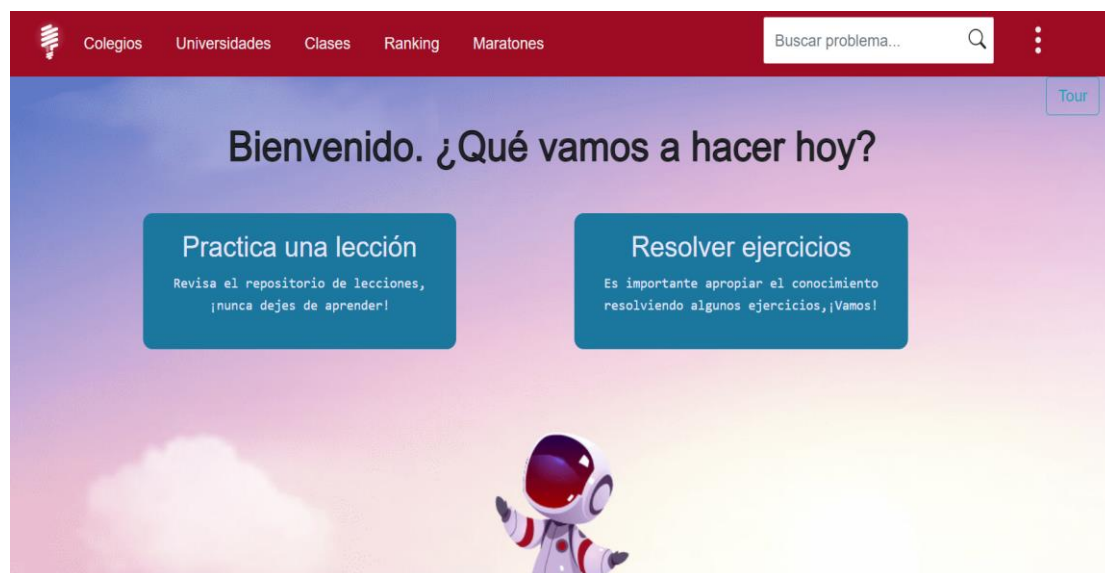 Colegios Universidades Clases Ranking Maratones Buscar problema...
Tour
Bienvenido. ¿Qué vamos a hacer hoy?
Practica una lección
Revisa el repositorio de lecciones,
¡nunca dejes de aprender!
Resolver ejercicios
Es importante apropiar el conocimiento
resolviendo algunos ejercicios,¡Vamos!